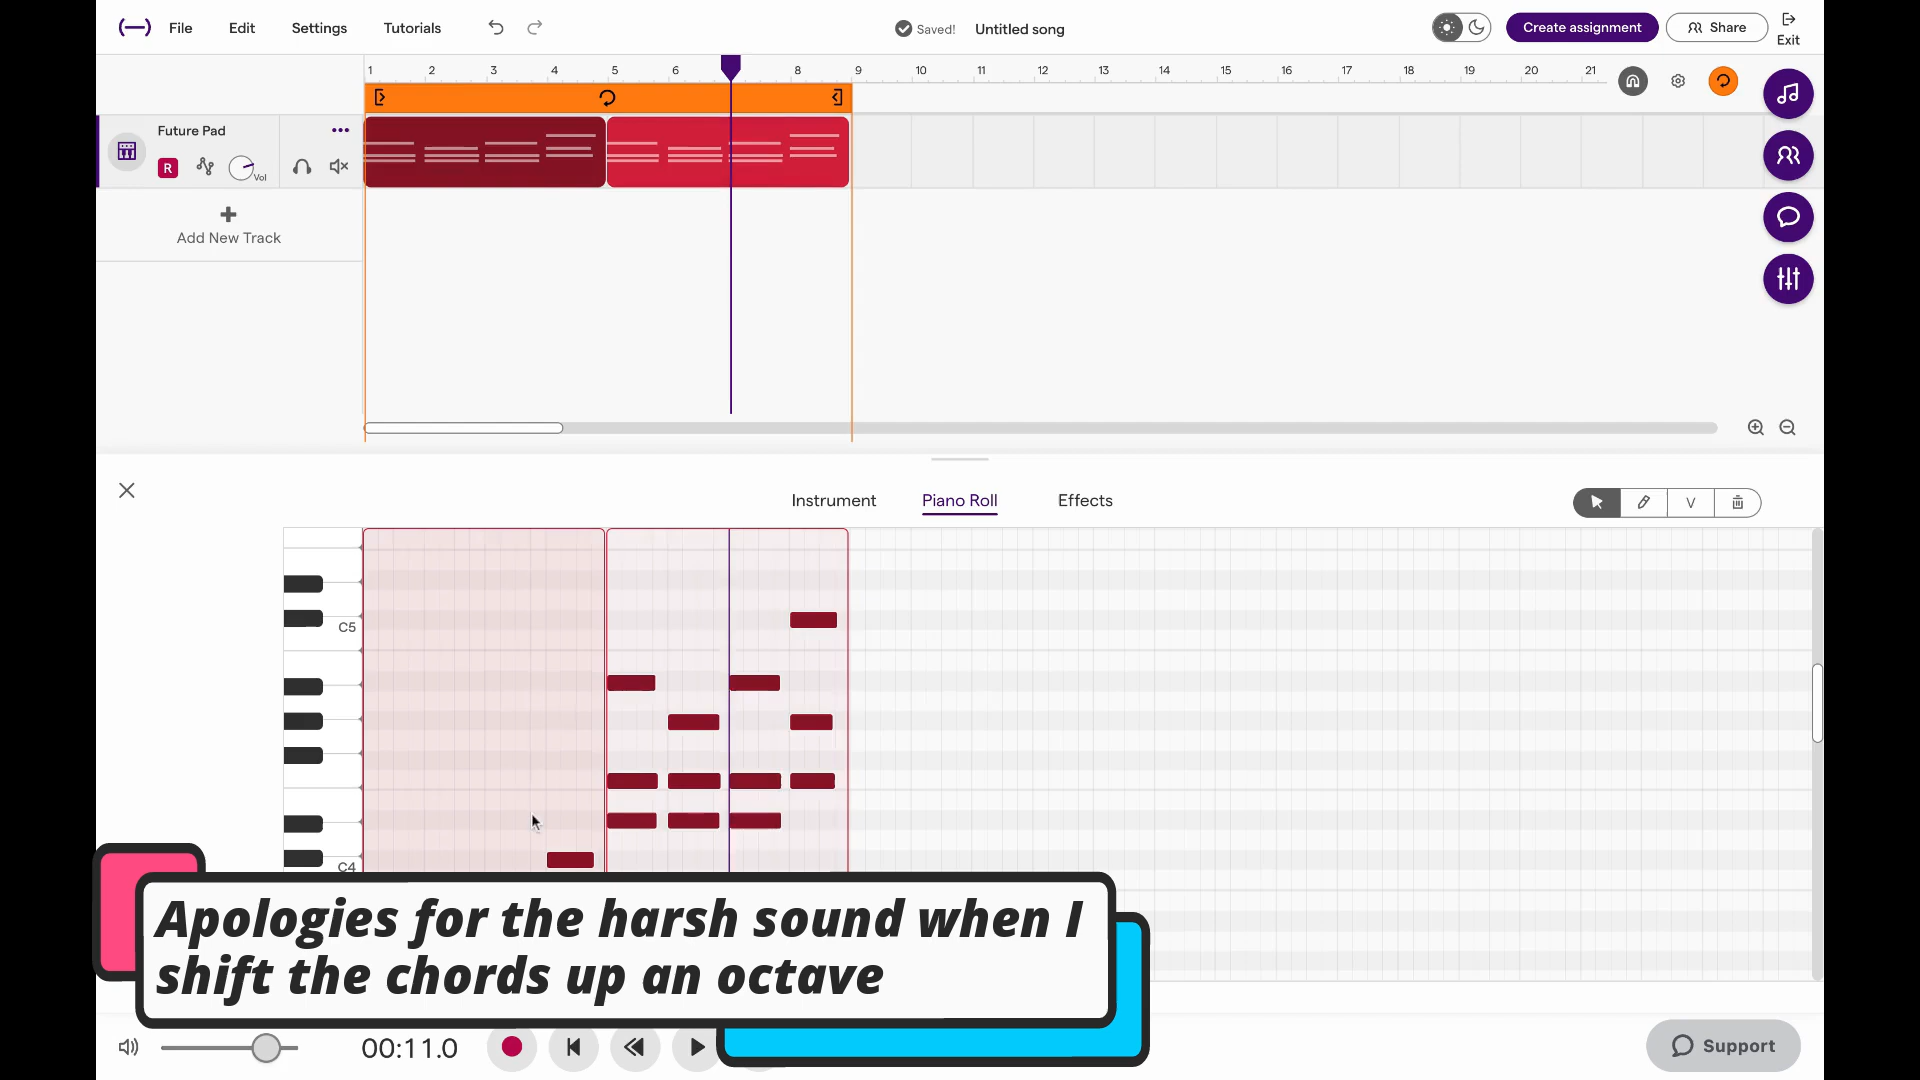 File Edit Settings Tutorials Saved! Untitled song Create assignment Share Exit
1 2 3 4 5 6 8 9 10 11 12 13 14 15 16 17 18 19 20 21
Future Pad
R Vol
Add New Track
Instrument Piano Roll Effects
V
C5
C4
Apologies for the harsh sound when I
shift the chords up an octave
00:11.0
Support